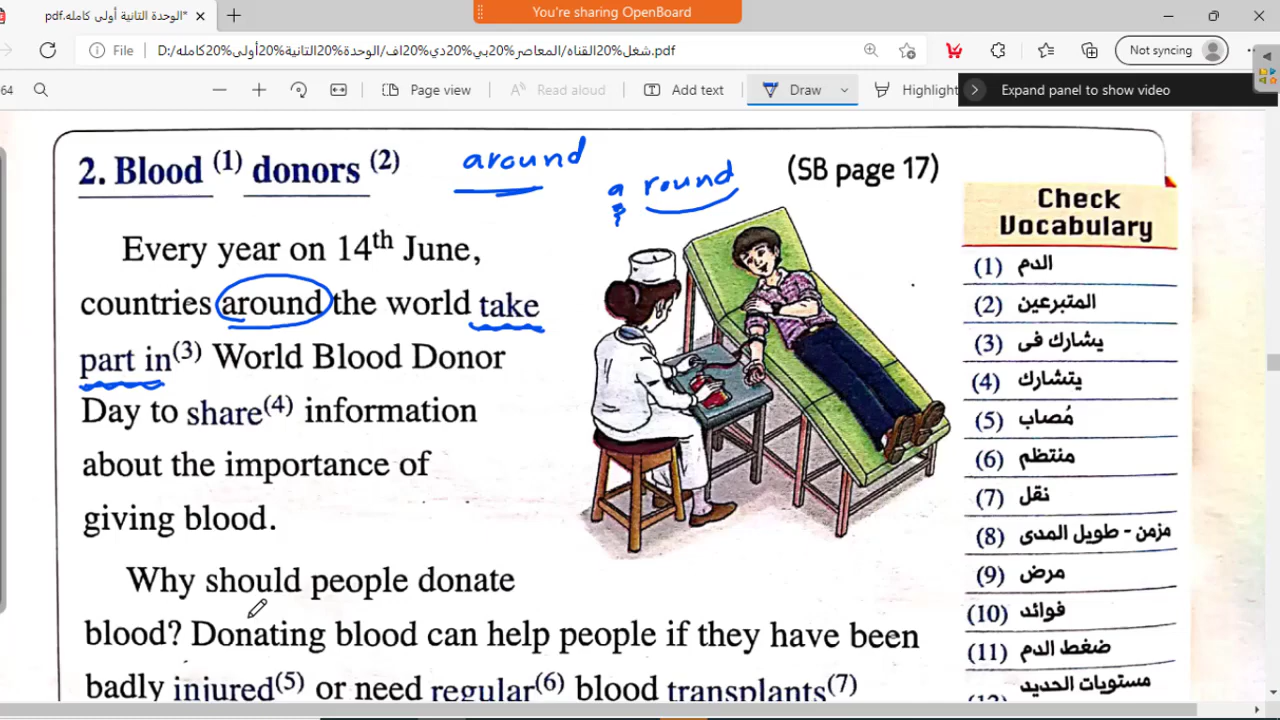 You're sharing OpenBoard
الوحدة الثانية أولى كامله.pdf*
File
D:/شغل%20القناه/المعاصر%20بي%20دي%20اف/الوحدة%20الثانية%20أولى%20كامله.pdf
Not syncing
64
Page view
Read aloud
Add text
Draw
Highlight
Expand panel to show video
2. Blood (1) donors (2)
around
a round
(SB page 17)
Every year on 14th June,
countries around the world take
part in(3) World Blood Donor
Day to share(4) information
about the importance of
giving blood.
Why should people donate
blood? Donating blood can help people if they have been
badly injured(5) or need regular(6) blood transplants(7)
Check
Vocabulary
(1) الدم
(2) المتبرعين
(3) يشارك فى
(4) يتشارك
(5) مُصاب
(6) منتظم
(7) نقل
(8) مزمن - طويل المدى
(9) مرض
(10) فوائد
(11) ضغط الدم
(12) مستويات الحديد